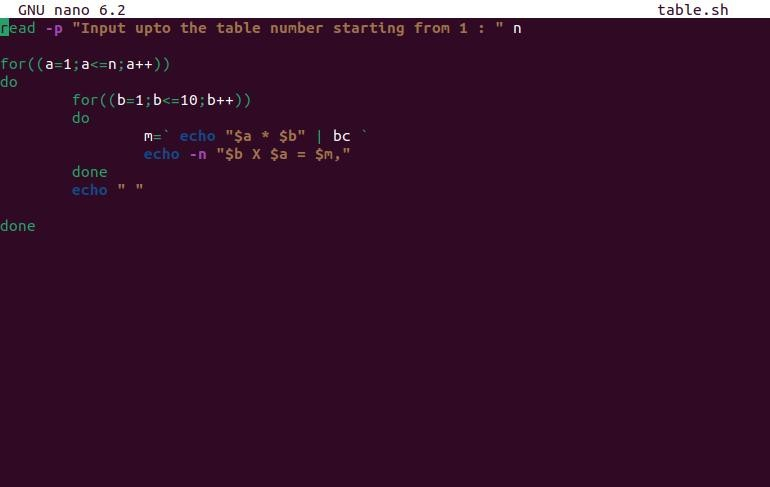 GNU nano 6.2 table.sh
read -p "Input upto the table number starting from 1 : " n
for((a=1;a<=n;a++))
do
for((b=1;b<=10;b++))
do
m=` echo "$a * $b" | bc `
echo -n "$b X $a = $m,"
done
echo " "
done